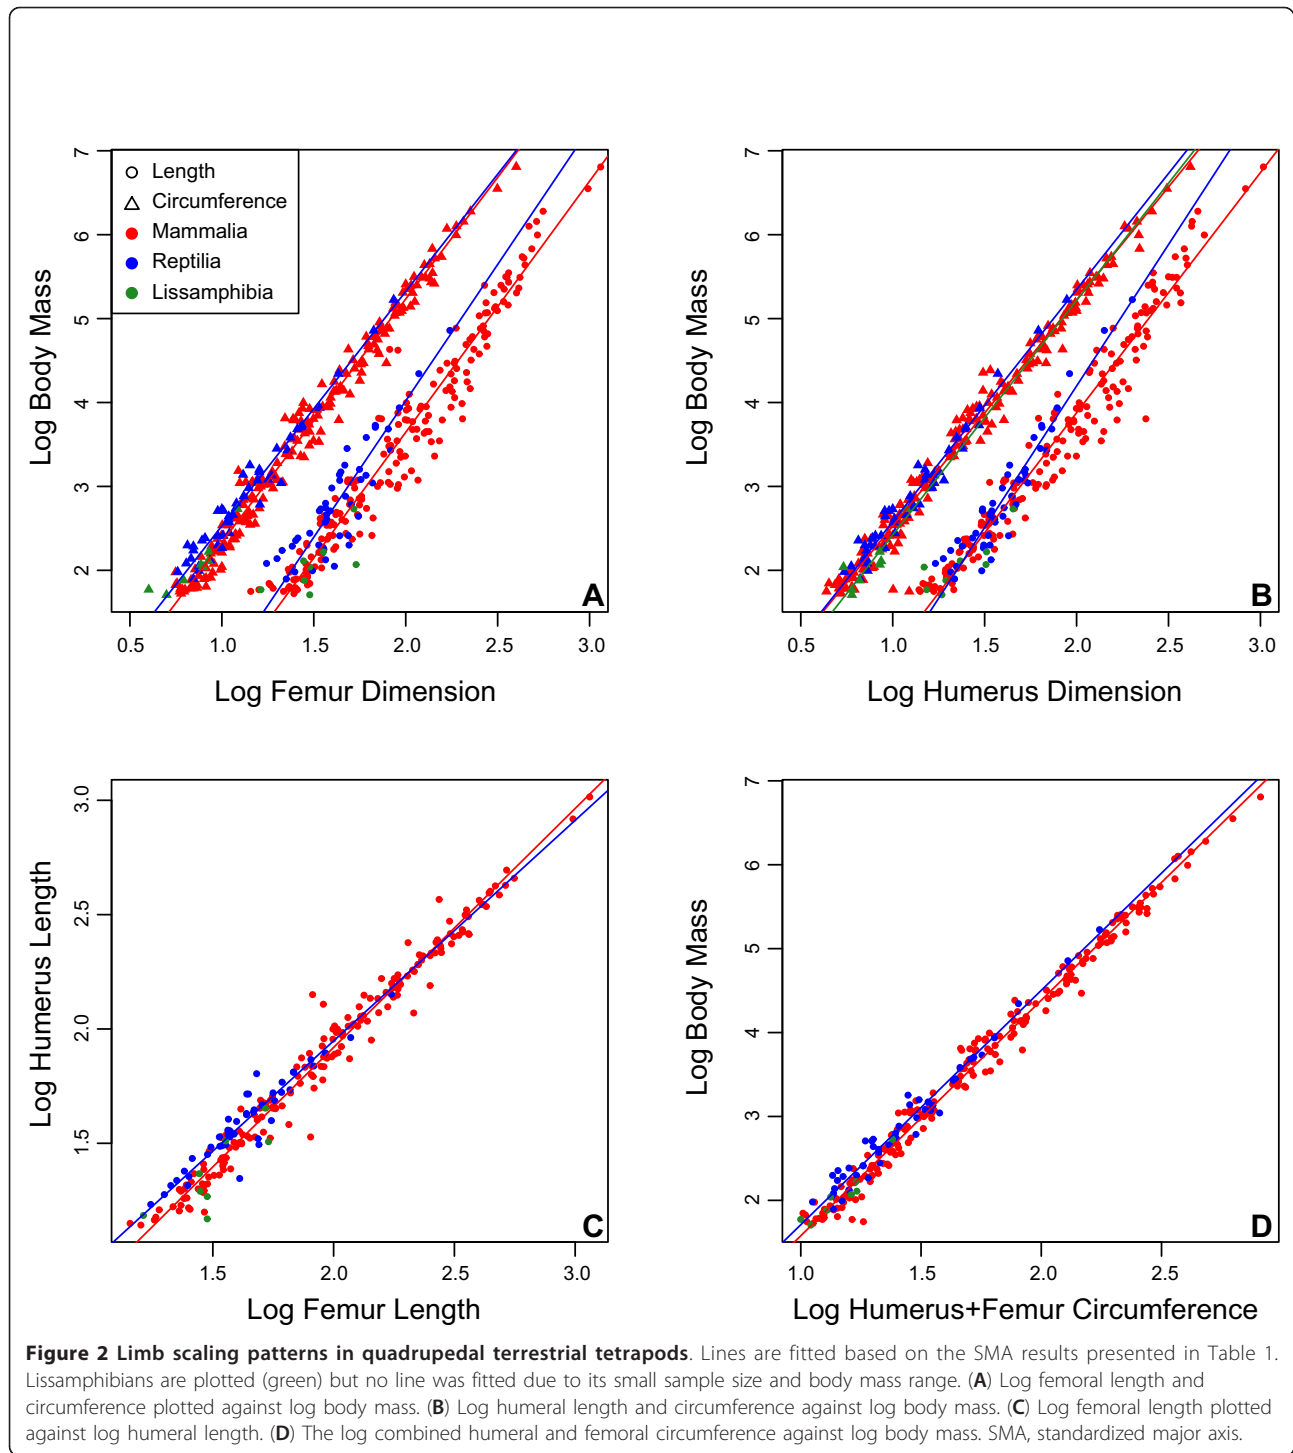 Length
Circumference
Mammalia
Reptilia
Lissamphibia
7
6
5
4
3
2
Log Body Mass
0.5 1.0 1.5 2.0 2.5 3.0
Log Femur Dimension
A
7
6
5
4
3
2
Log Body Mass
0.5 1.0 1.5 2.0 2.5 3.0
Log Humerus Dimension
B
3.0
2.5
2.0
1.5
Log Humerus Length
1.5 2.0 2.5 3.0
Log Femur Length
C
7
6
5
4
3
2
Log Body Mass
1.0 1.5 2.0 2.5
Log Humerus+Femur Circumference
D
Figure 2 Limb scaling patterns in quadrupedal terrestrial tetrapods. Lines are fitted based on the SMA results presented in Table 1.
Lissamphibians are plotted (green) but no line was fitted due to its small sample size and body mass range. (A) Log femoral length and
circumference plotted against log body mass. (B) Log humeral length and circumference against log body mass. (C) Log femoral length plotted
against log humeral length. (D) The log combined humeral and femoral circumference against log body mass. SMA, standardized major axis.